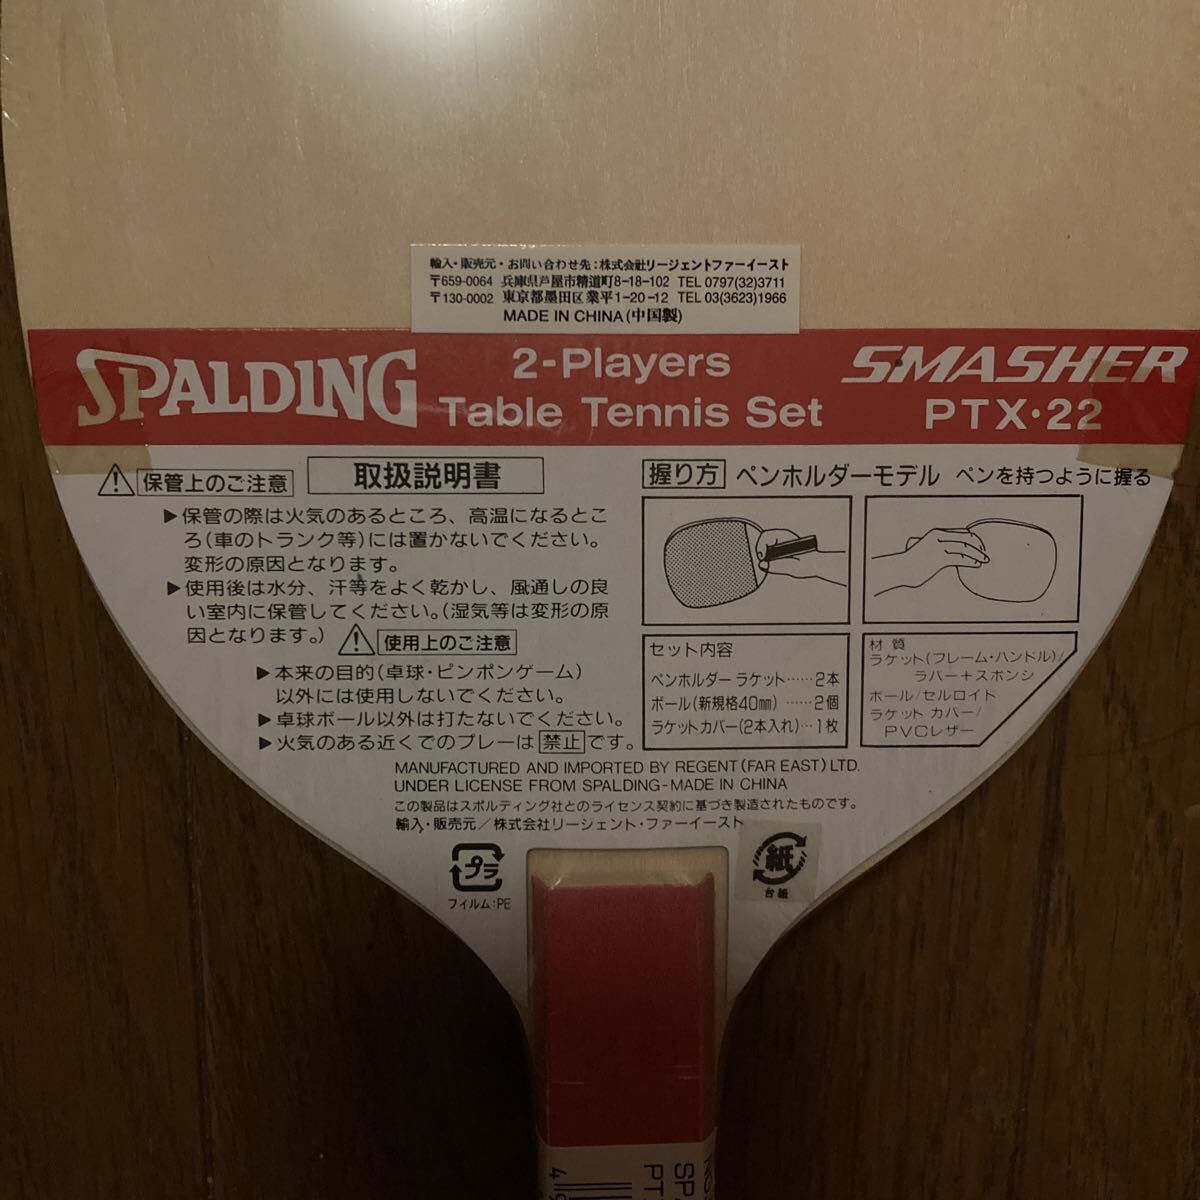 輸入・販売元・お問い合わせ先:株式会社リージェントファーイースト
〒659-0064 兵庫県芦屋市精道町8-18-102 TEL 0797(32)3711
〒130-0002 東京都墨田区業平1-20-12 TEL 03(3623)1966
MADE IN CHINA(中国製)
SPALDING
2-Players
Table Tennis Set
SMASHER
PTX・22
取扱説明書
保管上のご注意
▶保管の際は火気のあるところ、高温になるとこ
ろ(車のトランク等)には置かないでください。
変形の原因となります。
▶使用後は水分、汗等をよく乾かし、風通しの良
い室内に保管してください。(湿気等は変形の原
因となります。)
使用上のご注意
▶本来の目的(卓球・ピンポンゲーム)
以外には使用しないでください。
▶卓球ボール以外は打たないでください。
▶火気のある近くでのプレーは禁止です。
握り方 ペンホルダーモデル ペンを持つように握る
セット内容
ペンホルダー ラケット……2本
ボール(新規格40㎜)……2個
ラケットカバー(2本入れ)…1枚
材 質
ラケット(フレーム・ハンドル)/
ラバー+スポンジ
ボール/セルロイド
ラケット カバー/
PVCレザー
MANUFACTURED AND IMPORTED BY REGENT (FAR EAST) LTD.
UNDER LICENSE FROM SPALDING-MADE IN CHINA
この製品はスポルディング社とのライセンス契約に基づき製造されたものです。
輸入・販売元/株式会社リージェント・ファーイースト
プラ
フィルム:PE
紙
台紙
SP
PT
4